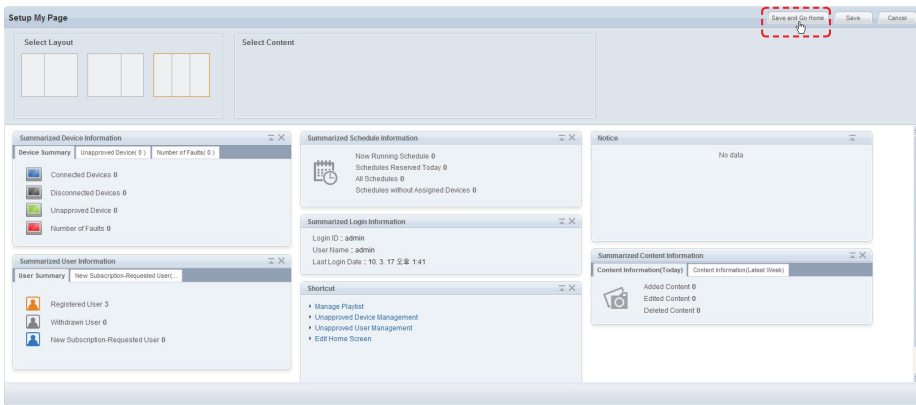 Setup My Page
Save and Go Home
Save
Cancel
Select Layout
Select Content
Summarized Device Information
Device Summary
Unapproved Device( 0 )
Number of Faults( 0 )
Connected Devices 0
Disconnected Devices 0
Unapproved Device 0
Number of Faults 0
Summarized User Information
User Summary
New Subscription-Requested User(...
Registered User 3
Withdrawn User 0
New Subscription-Requested User 0
Summarized Schedule Information
Now Running Schedule 0
Schedules Reserved Today 0
All Schedules 0
Schedules without Assigned Devices 0
Summarized Login Information
Login ID : admin
User Name : admin
Last Login Date : 10. 3. 17 오후 1:41
Shortcut
Manage Playlist
Unapproved Device Management
Unapproved User Management
Edit Home Screen
Notice
No data
Summarized Content Information
Content Information(Today)
Content Information(Latest Week)
Added Content 0
Edited Content 0
Deleted Content 0